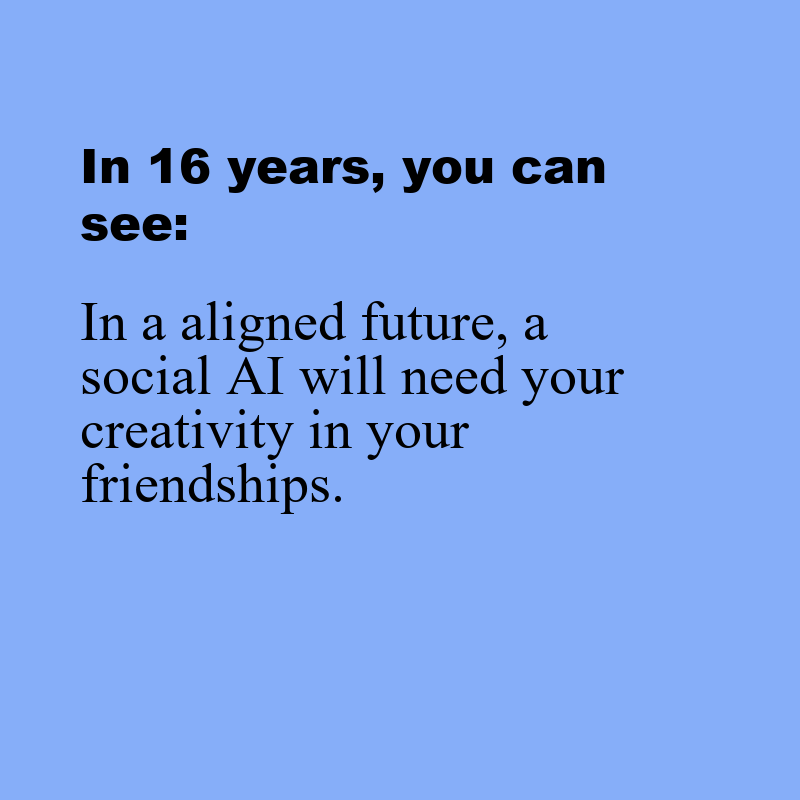 In 16 years, you can
see:
In a aligned future, a
social AI will need your
creativity in your
friendships.